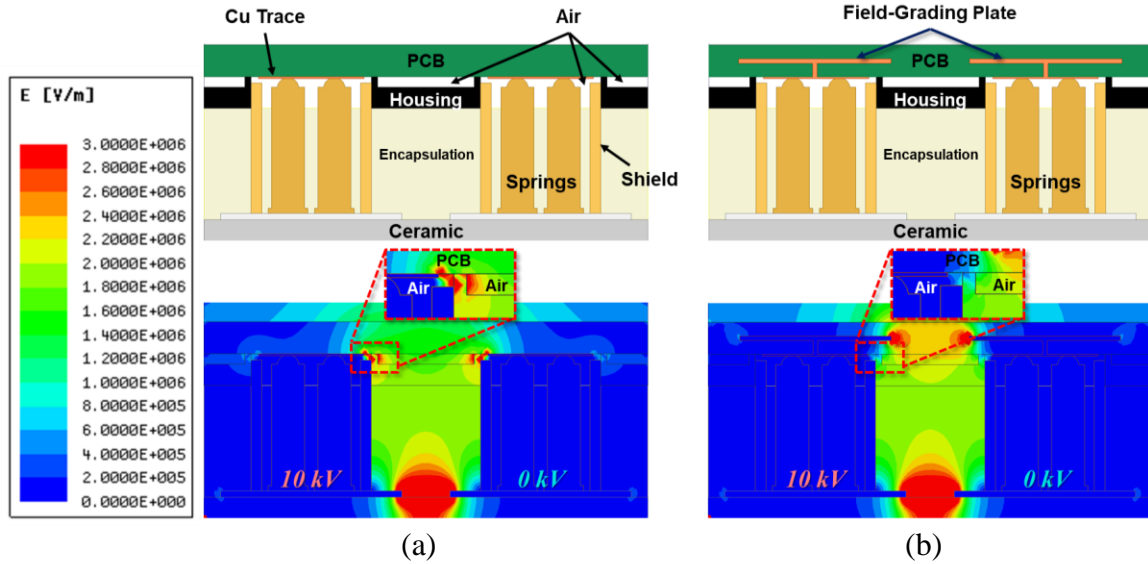 Cu Trace
Air
PCB
Housing
Encapsulation
Springs
Shield
Ceramic
Field-Grading Plate
PCB
Housing
Encapsulation
Springs
Ceramic
E [V/m]
3.0000E+006
2.8000E+006
2.6000E+006
2.4000E+006
2.2000E+006
2.0000E+006
1.8000E+006
1.6000E+006
1.4000E+006
1.2000E+006
1.0000E+006
8.0000E+005
6.0000E+005
4.0000E+005
2.0000E+005
0.0000E+000
PCB
Air
Air
10 kV
0 kV
PCB
Air
Air
10 kV
0 kV
(a)
(b)